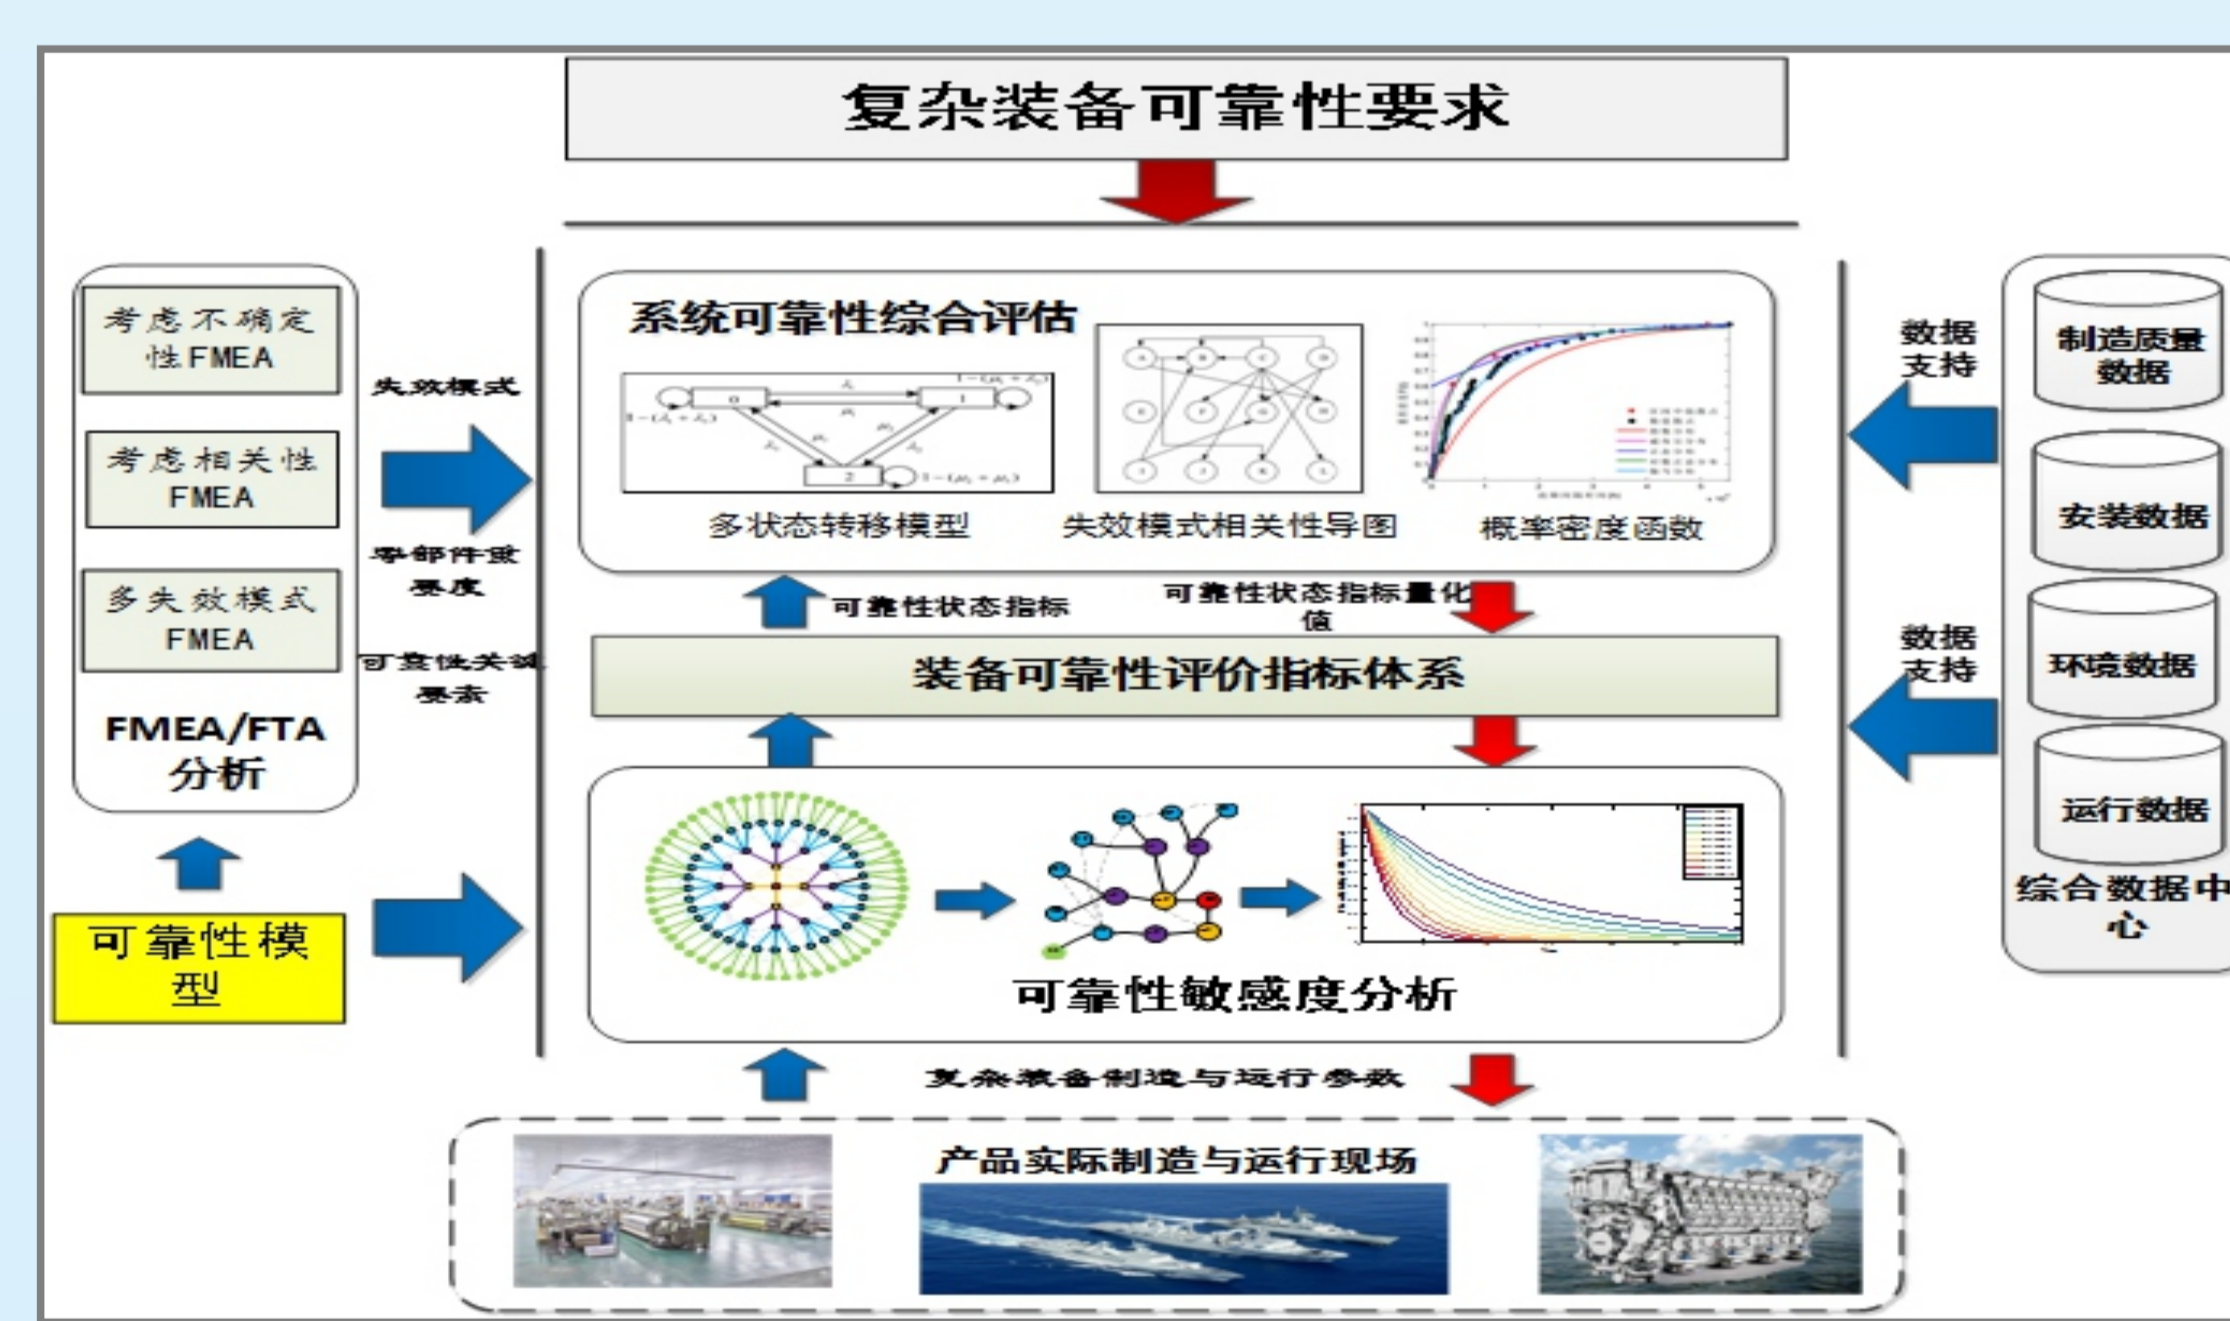 复杂装备可靠性要求
考虑不确定
性FMEA
考虑相关性
FMEA
多失效模式
FMEA
FMEA/FTA
分析
可靠性模
型
失效模式
零部件重
要度
可靠性关键
要素
系统可靠性综合评估
0
1
2
多状态转移模型
失效模式相关性导图
概率密度函数
可靠性状态指标
可靠性状态指标量化
值
装备可靠性评价指标体系
可靠性敏感度分析
复杂装备制造与运行参数
产品实际制造与运行现场
数据
支持
数据
支持
制造质量
数据
安装数据
环境数据
运行数据
综合数据中
心